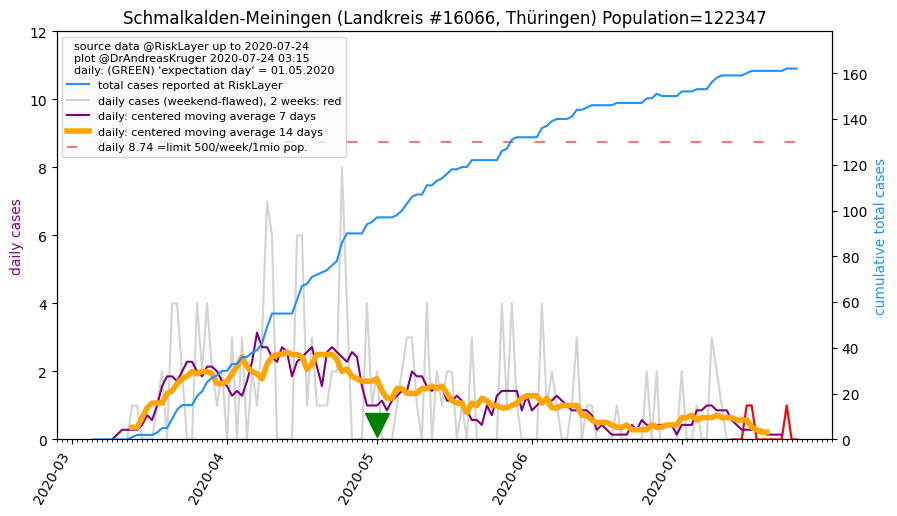 Schmalkalden-Meiningen (Landkreis #16066, Thüringen) Population=122347
source data @RiskLayer up to 2020-07-24
plot @DrAndreasKruger 2020-07-24 03:15
daily: (GREEN) 'expectation day' = 01.05.2020
total cases reported at RiskLayer
daily cases (weekend-flawed), 2 weeks: red
daily: centered moving average 7 days
daily: centered moving average 14 days
daily 8.74 =limit 500/week/1mio pop.
daily cases
12
10
8
6
4
2
0
cumulative total cases
160
140
120
100
80
60
40
20
0
2020-03
2020-04
2020-05
2020-06
2020-07